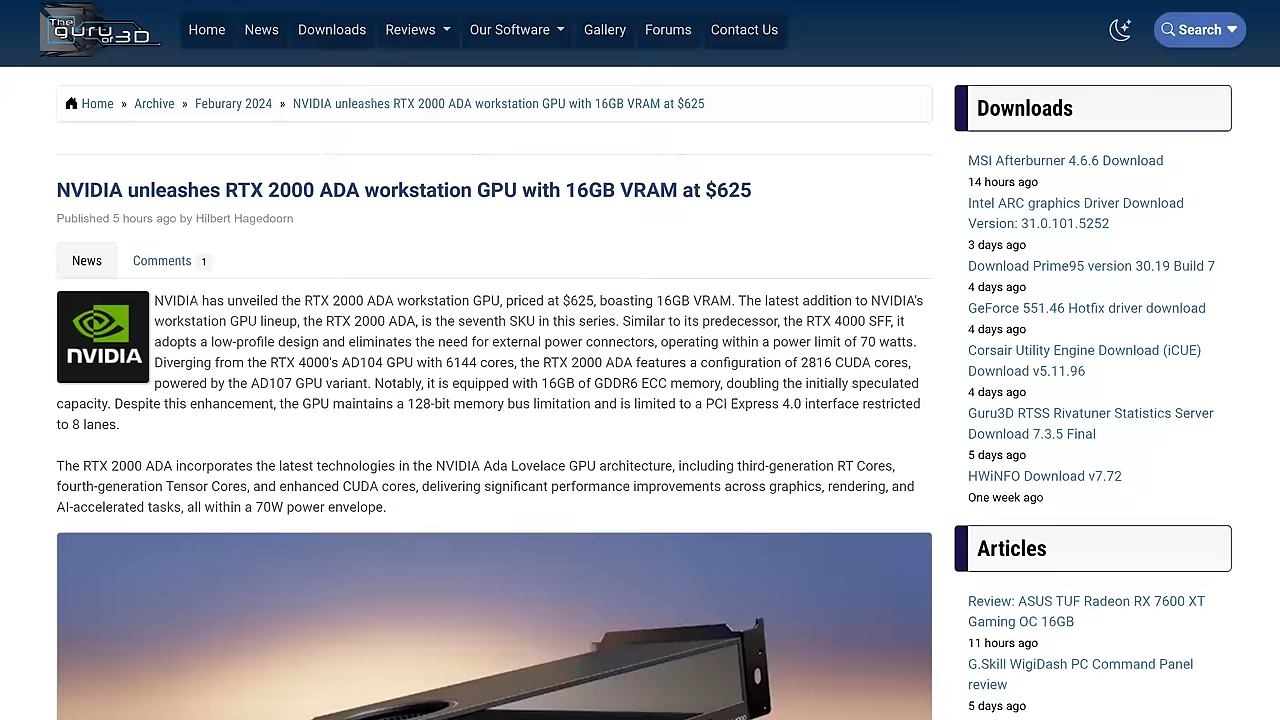 The
guru
of 3D
Home News Downloads Reviews Our Software Gallery Forums Contact Us
Search
Home » Archive » Feburary 2024 » NVIDIA unleashes RTX 2000 ADA workstation GPU with 16GB VRAM at $625
NVIDIA unleashes RTX 2000 ADA workstation GPU with 16GB VRAM at $625
Published 5 hours ago by Hilbert Hagedoorn
News Comments 1
NVIDIA
NVIDIA has unveiled the RTX 2000 ADA workstation GPU, priced at $625, boasting 16GB VRAM. The latest addition to NVIDIA's
workstation GPU lineup, the RTX 2000 ADA, is the seventh SKU in this series. Similar to its predecessor, the RTX 4000 SFF, it
adopts a low-profile design and eliminates the need for external power connectors, operating within a power limit of 70 watts.
Diverging from the RTX 4000's AD104 GPU with 6144 cores, the RTX 2000 ADA features a configuration of 2816 CUDA cores,
powered by the AD107 GPU variant. Notably, it is equipped with 16GB of GDDR6 ECC memory, doubling the initially speculated
capacity. Despite this enhancement, the GPU maintains a 128-bit memory bus limitation and is limited to a PCI Express 4.0 interface restricted
to 8 lanes.
The RTX 2000 ADA incorporates the latest technologies in the NVIDIA Ada Lovelace GPU architecture, including third-generation RT Cores,
fourth-generation Tensor Cores, and enhanced CUDA cores, delivering significant performance improvements across graphics, rendering, and
AI-accelerated tasks, all within a 70W power envelope.
Downloads
MSI Afterburner 4.6.6 Download
14 hours ago
Intel ARC graphics Driver Download
Version: 31.0.101.5252
3 days ago
Download Prime95 version 30.19 Build 7
4 days ago
GeForce 551.46 Hotfix driver download
4 days ago
Corsair Utility Engine Download (iCUE)
Download v5.11.96
4 days ago
Guru3D RTSS Rivatuner Statistics Server
Download 7.3.5 Final
5 days ago
HWiNFO Download v7.72
One week ago
Articles
Review: ASUS TUF Radeon RX 7600 XT
Gaming OC 16GB
11 hours ago
G.Skill WigiDash PC Command Panel
review
5 days ago